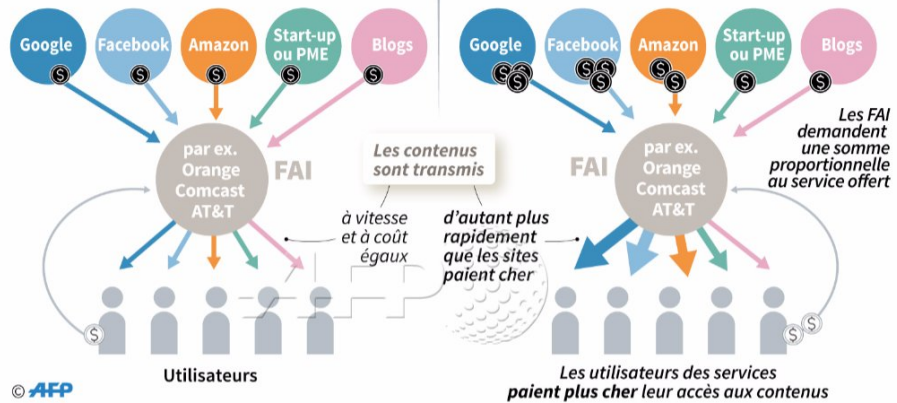 Google
Facebook
Amazon
Start-up
ou PME
Blogs
par ex.
Orange
Comcast
AT&T
FAI
Les contenus
sont transmis
à vitesse
et à coût
égaux
d'autant plus
rapidement
que les sites
paient cher
Utilisateurs
Google
Facebook
Amazon
Start-up
ou PME
Blogs
FAI
par ex.
Orange
Comcast
AT&T
Les FAI
demandent
une somme
proportionnelle
au service offert
Les utilisateurs des services
paient plus cher leur accès aux contenus
AFP
© AFP